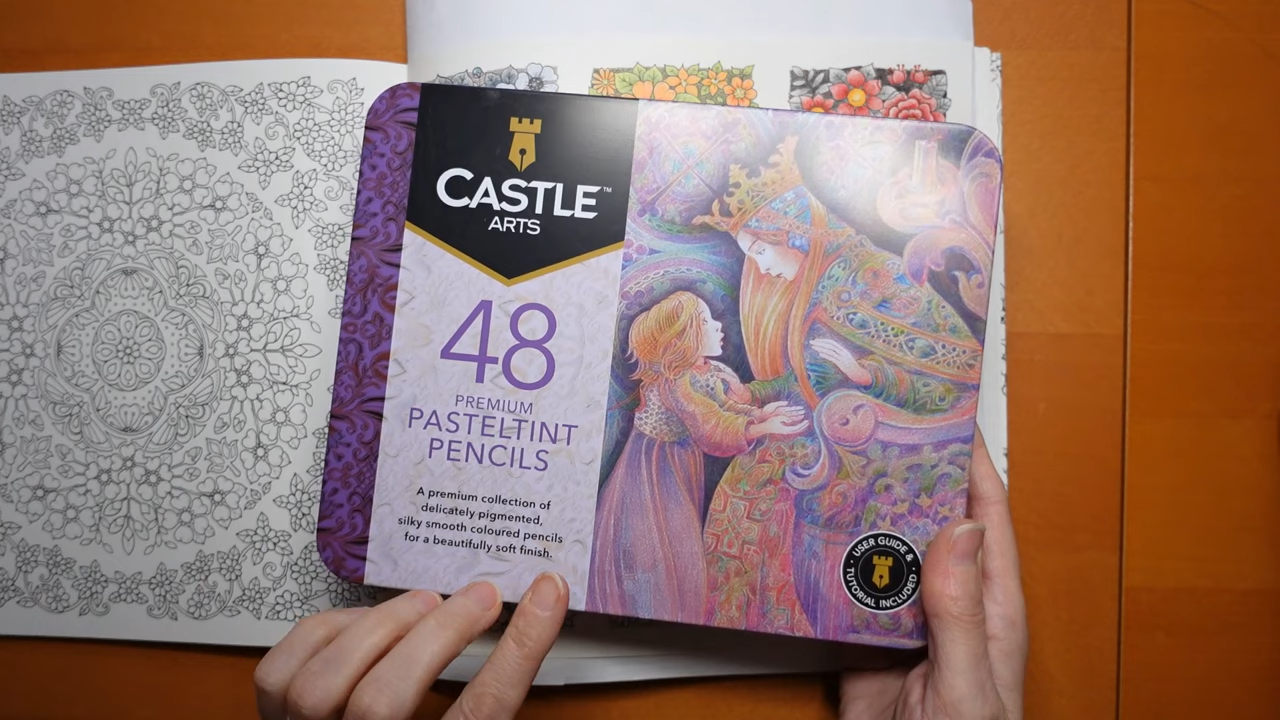 CASTLE™
ARTS
48
PREMIUM
PASTELTINT
PENCILS
A premium collection of
delicately pigmented,
silky smooth coloured pencils
for a beautifully soft finish.
USER GUIDE &
TUTORIAL INCLUDED